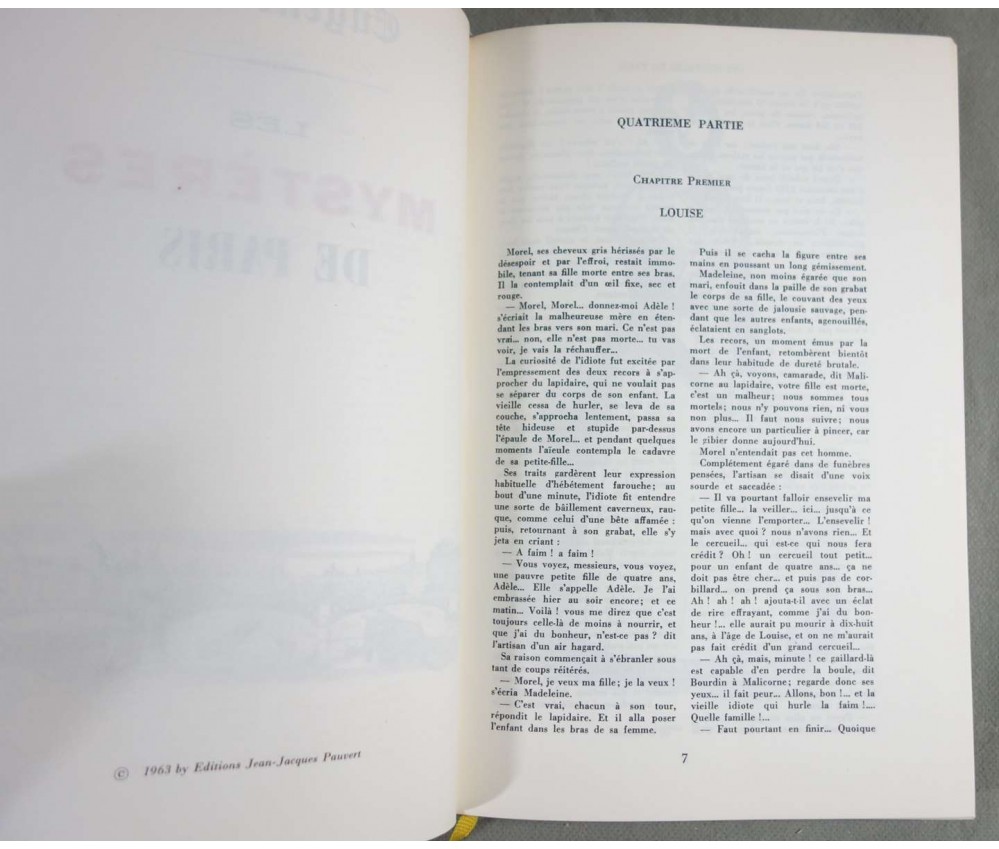 Eugène
LES
MYSTÈRES
DE PARIS
© 1963 by Editions Jean-Jacques Pauvert
QUATRIEME PARTIE
CHAPITRE PREMIER
LOUISE
Morel, ses cheveux gris hérissés par le
désespoir et par l'effroi, restait immo-
bile, tenant sa fille morte entre ses bras.
Il la contemplait d'un œil fixe, sec et
rouge.
— Morel, Morel... donnez-moi Adèle !
s'écriait la malheureuse mère en éten-
dant les bras vers son mari. Ce n'est pas
vrai... non, elle n'est pas morte... tu vas
voir, je vais la réchauffer...
La curiosité de l'idiote fut excitée par
l'empressement des deux recors à s'ap-
procher du lapidaire, qui ne voulait pas
se séparer du corps de son enfant. La
vieille cessa de hurler, se leva de sa
couche, s'approcha lentement, passa sa
tête hideuse et stupide par-dessus
l'épaule de Morel... et pendant quelques
moments l'aïeule contempla le cadavre
de sa petite-fille...
Ses traits gardèrent leur expression
habituelle d'hébétement farouche; au
bout d'une minute, l'idiote fit entendre
une sorte de bâillement caverneux, rau-
que, comme celui d'une bête affamée :
puis, retournant à son grabat, elle s'y
jeta en criant :
— A faim ! a faim !
— Vous voyez, messieurs, vous voyez,
une pauvre petite fille de quatre ans,
Adèle... Elle s'appelle Adèle. Je l'ai
embrassée hier au soir encore; et ce
matin... Voilà ! vous me direz que c'est
toujours celle-là de moins à nourrir, et
que j'ai du bonheur, n'est-ce pas ? dit
l'artisan d'un air hagard.
Sa raison commençait à s'ébranler sous
tant de coups réitérés.
— Morel, je veux ma fille; je la veux !
s'écria Madeleine.
— C'est vrai, chacun à son tour,
répondit le lapidaire. Et il alla poser
l'enfant dans les bras de sa femme.
Puis il se cacha la figure entre ses
mains en poussant un long gémissement.
Madeleine, non moins égarée que son
mari, enfouit dans la paille de son grabat
le corps de sa fille, le couvant des yeux
avec une sorte de jalousie sauvage, pen-
dant que les autres enfants, agenouillés,
éclataient en sanglots.
Les recors, un moment émus par la
mort de l'enfant, retombèrent bientôt
dans leur habitude de dureté brutale.
— Ah çà, voyons, camarade, dit Mali-
corne au lapidaire, votre fille est morte,
c'est un malheur; nous sommes tous
mortels; nous n'y pouvons rien, ni vous
non plus... Il faut nous suivre; nous
avons encore un particulier à pincer, car
le gibier donne aujourd'hui.
Morel n'entendait pas cet homme.
Complétement égaré dans de funèbres
pensées, l'artisan se disait d'une voix
sourde et saccadée :
— Il va pourtant falloir ensevelir ma
petite fille... la veiller... ici... jusqu'à ce
qu'on vienne l'emporter... L'ensevelir !
mais avec quoi ? nous n'avons rien... Et
le cercueil... qui est-ce qui nous fera
crédit ? Oh ! un cercueil tout petit...
pour un enfant de quatre ans... ça ne
doit pas être cher... et puis pas de cor-
billard... on prend ça sous son bras...
Ah ! ah ! ah ! ajouta-t-il avec un éclat
de rire effrayant, comme j'ai du bon-
heur !... elle aurait pu mourir à dix-huit
ans, à l'âge de Louise, et on ne m'aurait
pas fait crédit d'un grand cercueil...
— Ah çà, mais, minute ! ce gaillard-là
est capable d'en perdre la boule, dit
Bourdin à Malicorne; regarde donc ses
yeux... il fait peur... Allons, bon !... et la
vieille idiote qui hurle la faim !....
Quelle famille !...
— Faut pourtant en finir... Quoique
7